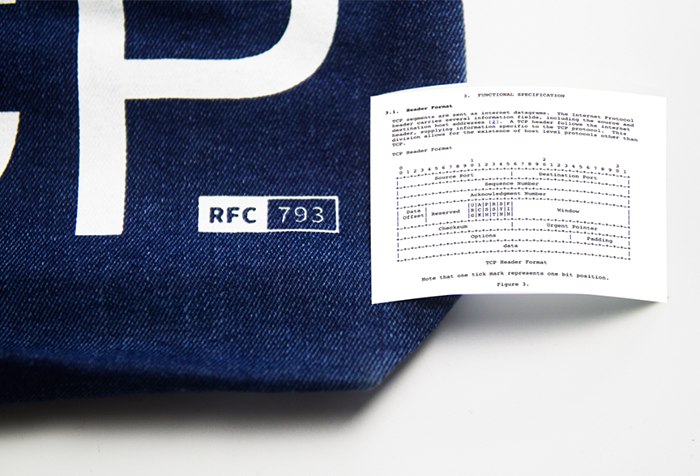 CP
RFC 793
3. FUNCTIONAL SPECIFICATION
3.1. Header Format
TCP segments are sent as internet datagrams. The Internet Protocol
header carries several information fields, including the source and
destination host addresses [2]. A TCP header follows the internet
header, supplying information specific to the TCP protocol. This
division allows for the existence of host level protocols other than
TCP.
TCP Header Format
0 1 2 3
0 1 2 3 4 5 6 7 8 9 0 1 2 3 4 5 6 7 8 9 0 1 2 3 4 5 6 7 8 9 0 1
Source Port | Destination Port
Sequence Number
Acknowledgment Number
Data | |U|A|P|R|S|F|
Offset| Reserved |R|C|S|S|Y|I| Window
|G|K|H|T|N|N|
Checksum | Urgent Pointer
Options | Padding
data
TCP Header Format
Note that one tick mark represents one bit position.
Figure 3.